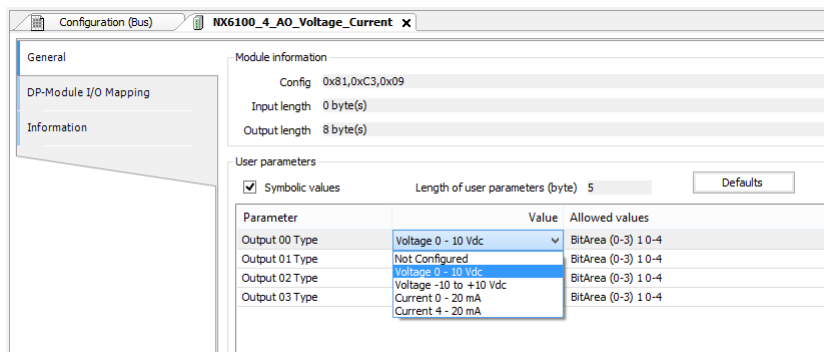 Configuration (Bus) NX6100_4_AO_Voltage_Current x
General
DP-Module I/O Mapping
Information
Module information
Config 0x81,0xC3,0x09
Input length 0 byte(s)
Output length 8 byte(s)
User parameters
Symbolic values Length of user parameters (byte) 5 Defaults
Parameter Value Allowed values
Output 00 Type Voltage 0 - 10 Vdc BitArea (0-3) 1 0-4
Output 01 Type Not Configured BitArea (0-3) 1 0-4
Voltage 0 - 10 Vdc
Output 02 Type Voltage -10 to +10 Vdc BitArea (0-3) 1 0-4
Output 03 Type Current 0 - 20 mA BitArea (0-3) 1 0-4
Current 4 - 20 mA